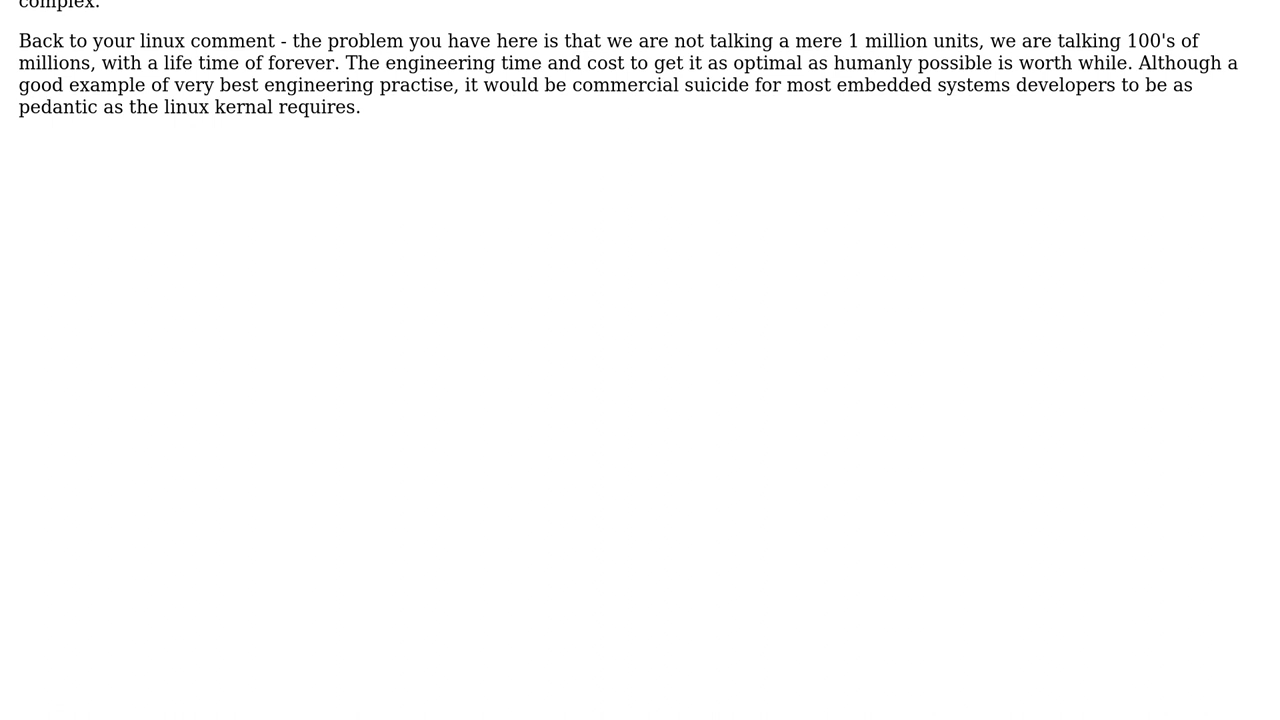 complex.
Back to your linux comment - the problem you have here is that we are not talking a mere 1 million units, we are talking 100's of
millions, with a life time of forever. The engineering time and cost to get it as optimal as humanly possible is worth while. Although a
good example of very best engineering practise, it would be commercial suicide for most embedded systems developers to be as
pedantic as the linux kernal requires.